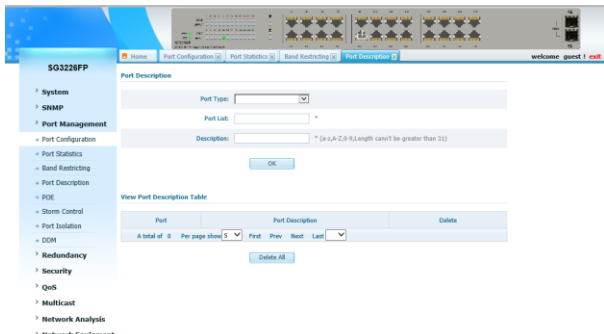 Home Port Configuration Port Statistics Band Restricting Port Description welcome guest ! exit
SG3226FP
System
SNMP
Port Management
Port Configuration
Port Statistics
Band Restricting
Port Description
POE
Storm Control
Port Isolation
DDM
Redundancy
Security
QoS
Multicast
Network Analysis
Port Description
Port Type:
Port List: *
Description: * (a-z,A-Z,0-9,Length cann't be greater than 31)
OK
View Port Description Table
Port Port Description Delete
A total of 0 Per page show 5 First Prev Next Last
Delete All